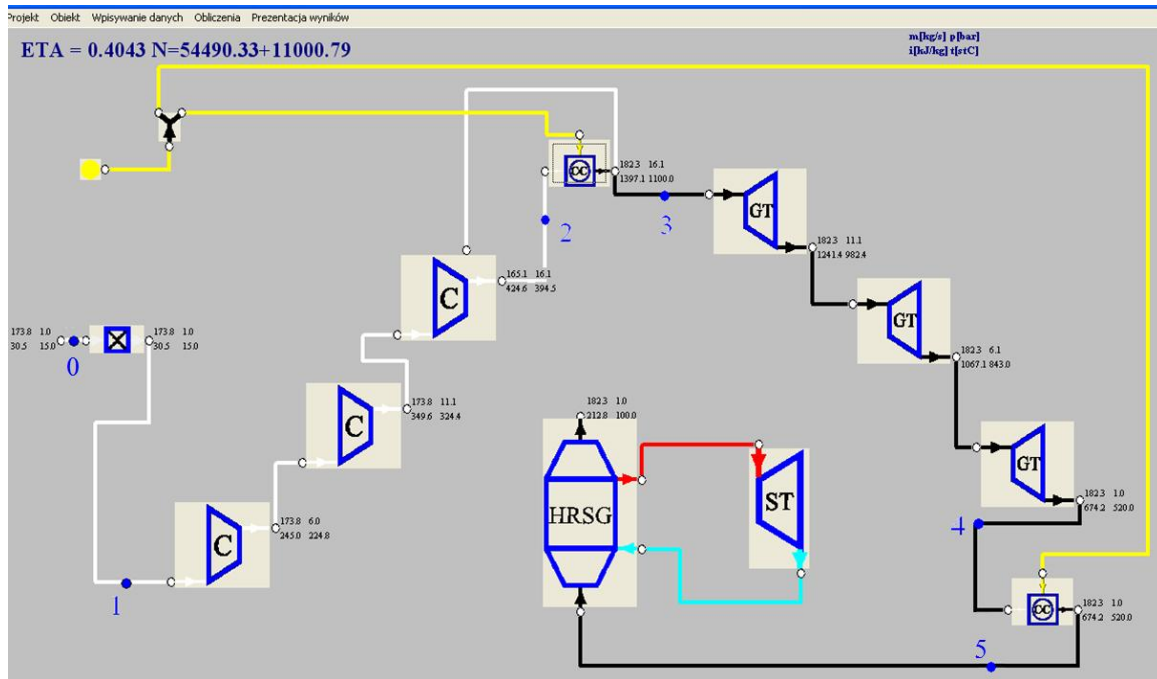 Projekt Obiekt Wpisywanie danych Obliczenia Prezentacja wyników
ETA = 0.4043 N=54490.33+11000.79
m[kg/s] p[bar]
i[kJ/kg] t[stC]
CC
182.3 16.1
1397.1 1100.0
2
3
GT
182.3 11.1
1241.4 982.4
C
165.1 16.1
424.6 394.5
GT
173.8 1.0
30.5 15.0
0
173.8 1.0
30.5 15.0
182.3 6.1
1067.1 843.0
C
173.8 11.1
349.6 324.4
182.3 1.0
212.8 100.0
GT
182.3 1.0
674.2 520.0
HRSG
ST
4
C
173.8 6.0
245.0 224.8
1
CC
182.3 1.0
674.2 520.0
5